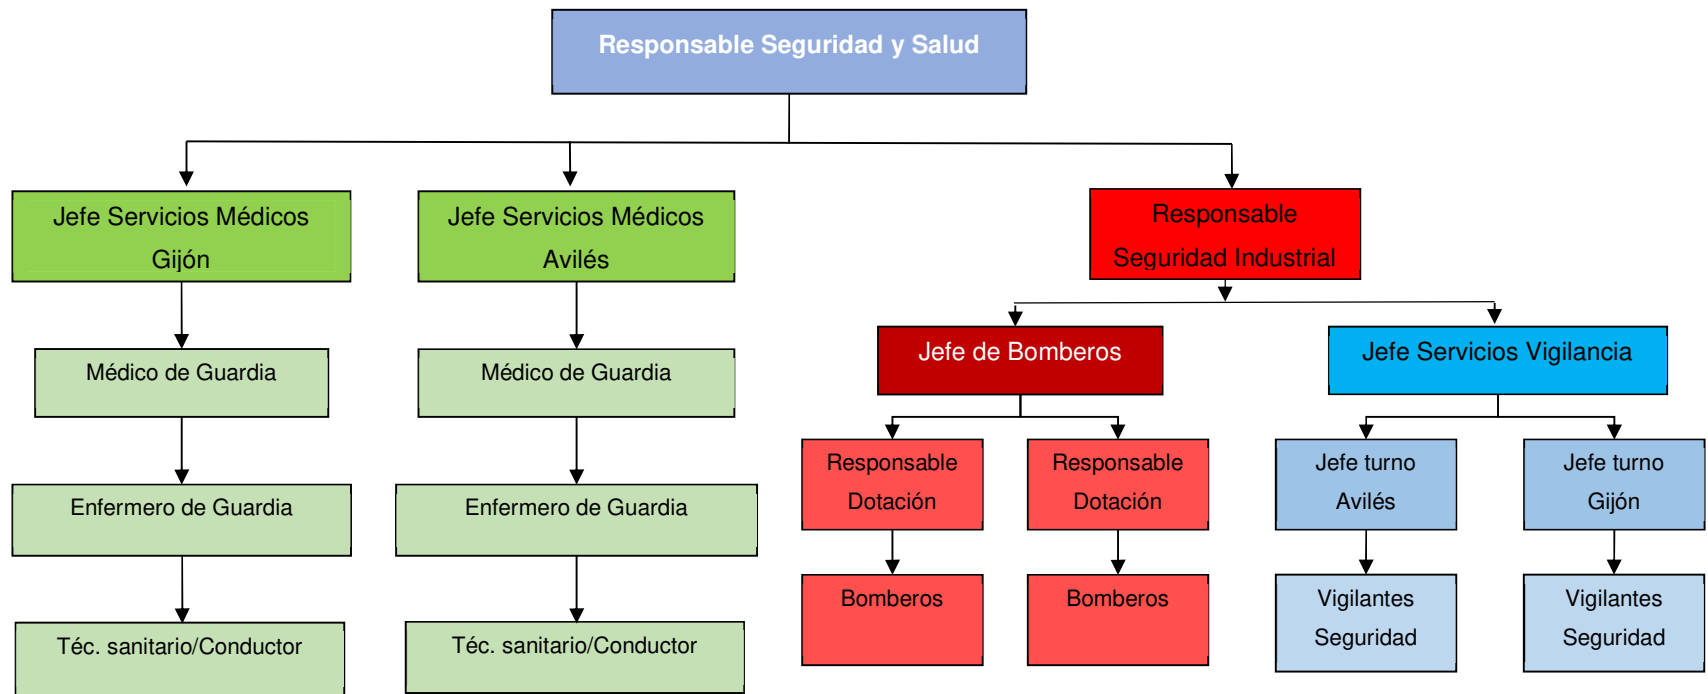 Responsable Seguridad y Salud
Jefe Servicios Médicos
Gijón
Jefe Servicios Médicos
Avilés
Responsable
Seguridad Industrial
Jefe de Bomberos
Jefe Servicios Vigilancia
Médico de Guardia
Médico de Guardia
Responsable
Dotación
Responsable
Dotación
Jefe turno
Avilés
Jefe turno
Gijón
Enfermero de Guardia
Enfermero de Guardia
Bomberos
Bomberos
Vigilantes
Seguridad
Vigilantes
Seguridad
Téc. sanitario/Conductor
Téc. sanitario/Conductor